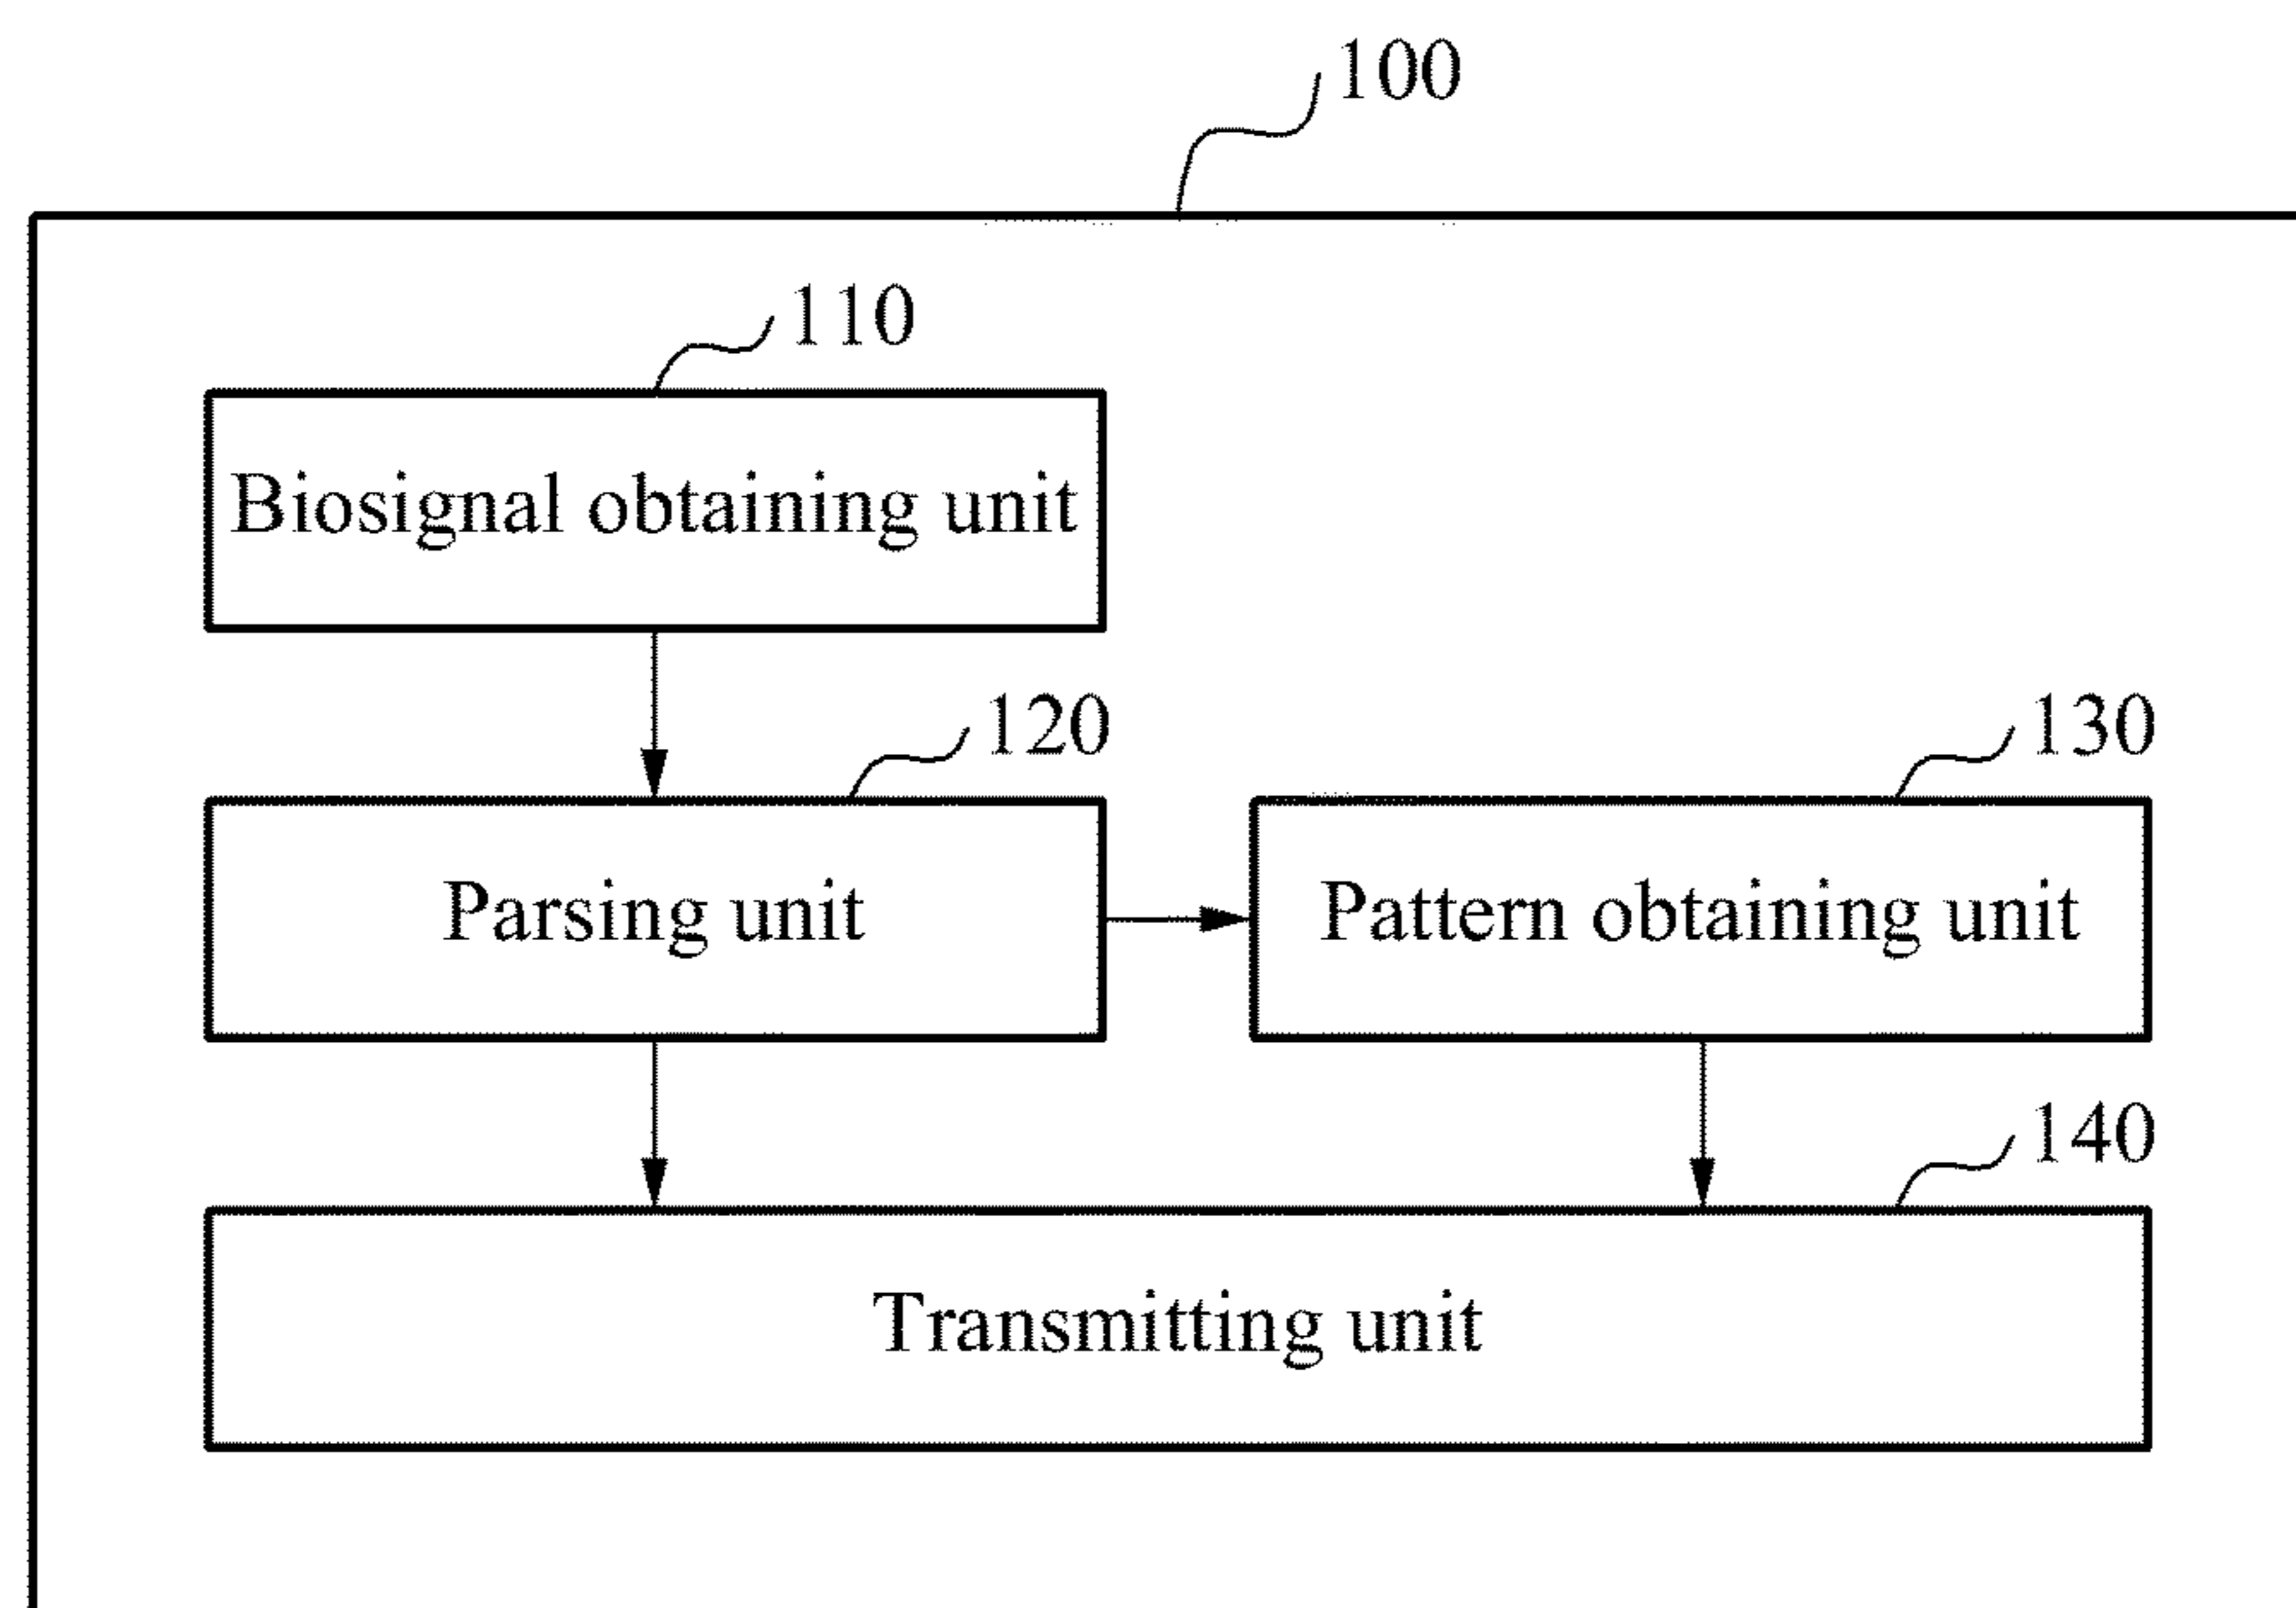 100
110
Biosignal obtaining unit
120
130
Parsing unit
Pattern obtaining unit
140
Transmitting unit